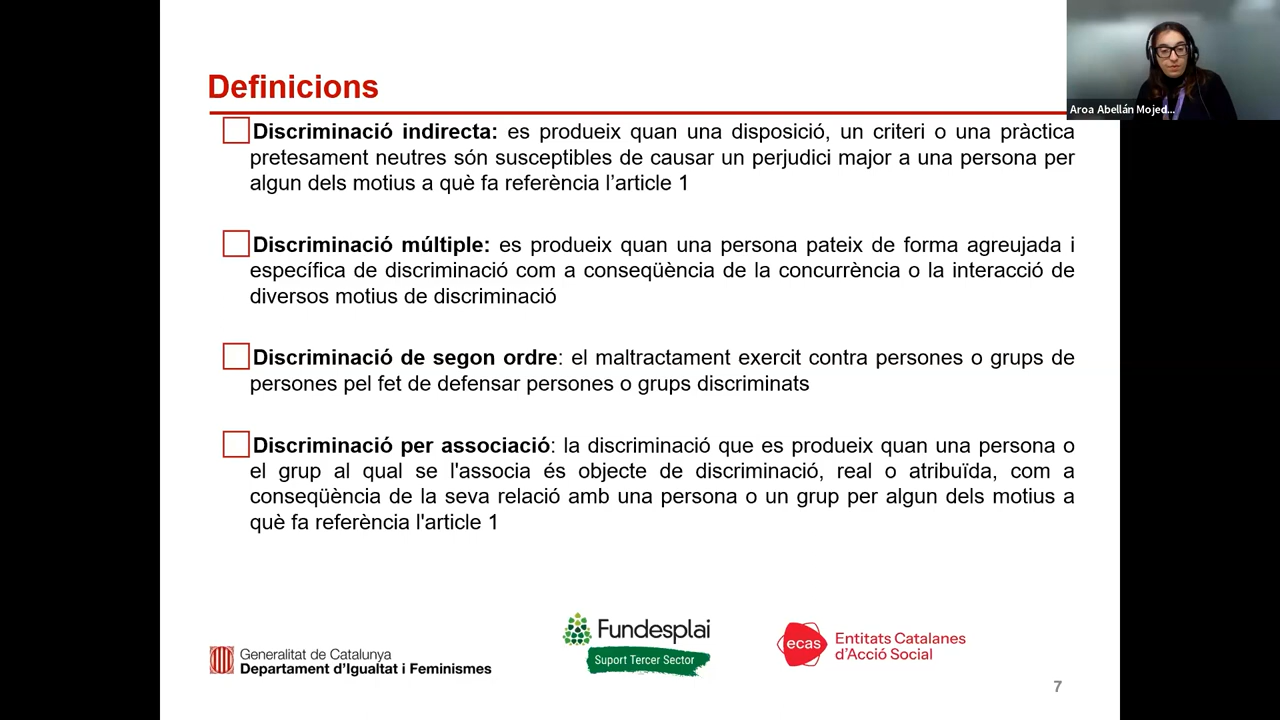 Definicions
Discriminació indirecta: es produeix quan una disposició, un criteri o una pràctica
pretesament neutres són susceptibles de causar un perjudici major a una persona per
algun dels motius a què fa referència l’article 1
Discriminació múltiple: es produeix quan una persona pateix de forma agreujada i
específica de discriminació com a conseqüència de la concurrència o la interacció de
diversos motius de discriminació
Discriminació de segon ordre: el maltractament exercit contra persones o grups de
persones pel fet de defensar persones o grups discriminats
Discriminació per associació: la discriminació que es produeix quan una persona o
el grup al qual se l'associa és objecte de discriminació, real o atribuïda, com a
conseqüència de la seva relació amb una persona o un grup per algun dels motius a
què fa referència l'article 1
Aroa Abellán Mojed...
Generalitat de Catalunya
Departament d’Igualtat i Feminismes
Fundesplai
Suport Tercer Sector
ecas
Entitats Catalanes
d’Acció Social
7